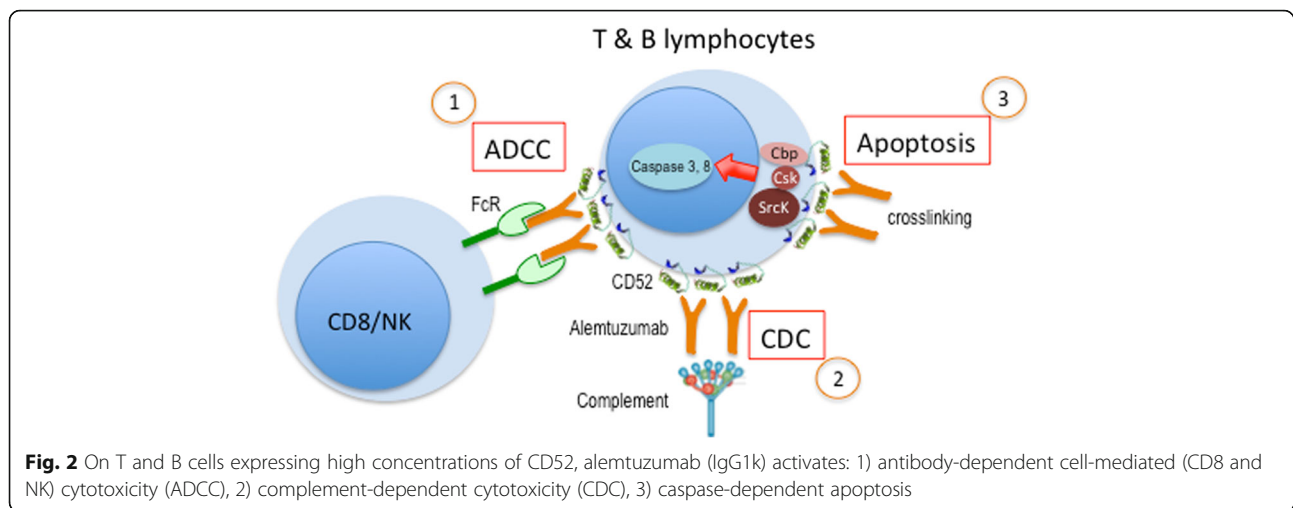 T & B lymphocytes
1
3
ADCC
Apoptosis
Caspase 3, 8
Cbp
Csk
SrcK
FcR
crosslinking
CD52
CD8/NK
Alemtuzumab
CDC
2
Complement
Fig. 2 On T and B cells expressing high concentrations of CD52, alemtuzumab (IgG1k) activates: 1) antibody-dependent cell-mediated (CD8 and
NK) cytotoxicity (ADCC), 2) complement-dependent cytotoxicity (CDC), 3) caspase-dependent apoptosis